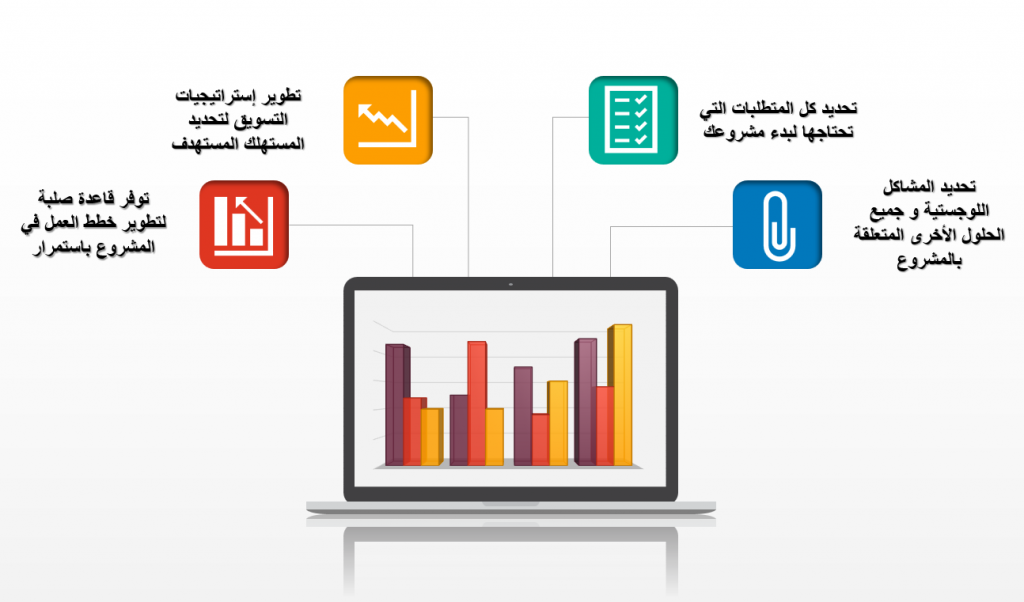 تحديد كل المتطلبات التي
تحتاجها لبدء مشروعك
تطوير إستراتيجيات
التسويق لتحديد
المستهلك المستهدف
تحديد المشاكل
اللوجستية و جميع
الحلول الأخرى المتعلقة
بالمشروع
توفر قاعدة صلبة
لتطوير خطط العمل في
المشروع باستمرار